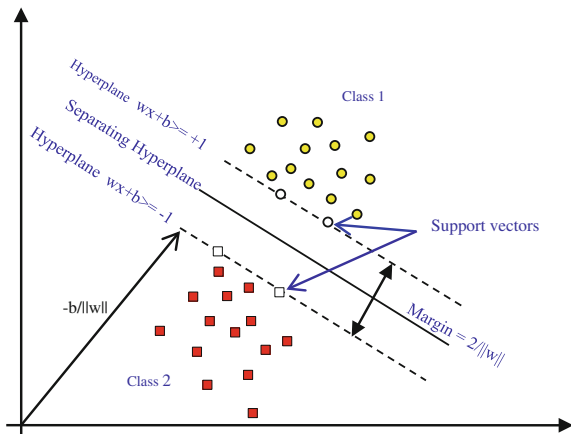 Hyperplane wx+b>= +1
Class 1
Separating Hyperplane
Hyperplane wx+b>= -1
Support vectors
-b/||w||
Margin = 2/||w||
Class 2